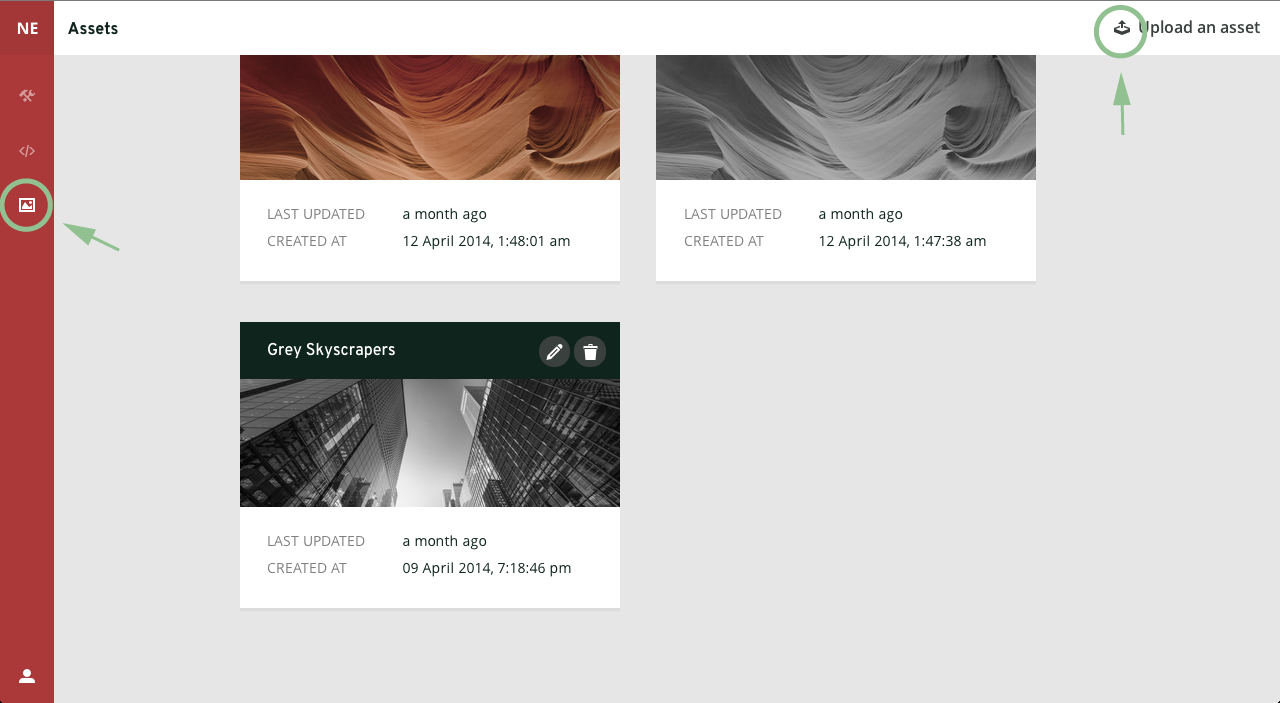 NE
Assets
Upload an asset
LAST UPDATED a month ago
CREATED AT 12 April 2014, 1:48:01 am
LAST UPDATED a month ago
CREATED AT 12 April 2014, 1:47:38 am
Grey Skyscrapers
LAST UPDATED a month ago
CREATED AT 09 April 2014, 7:18:46 pm